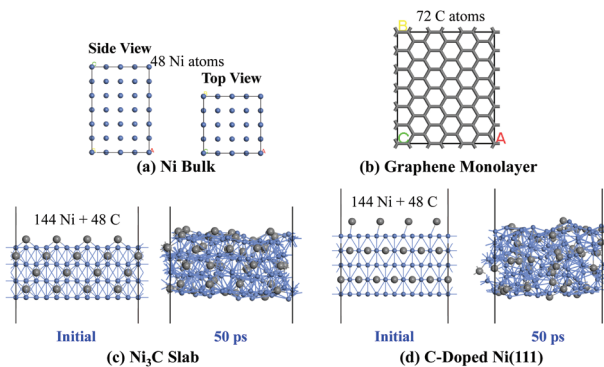 48 Ni atoms
Side View
Top View
C
B
A
C
A
(a) Ni Bulk
72 C atoms
B
C
A
(b) Graphene Monolayer
144 Ni + 48 C
Initial
50 ps
(c) Ni₃C Slab
144 Ni + 48 C
Initial
50 ps
(d) C-Doped Ni(111)